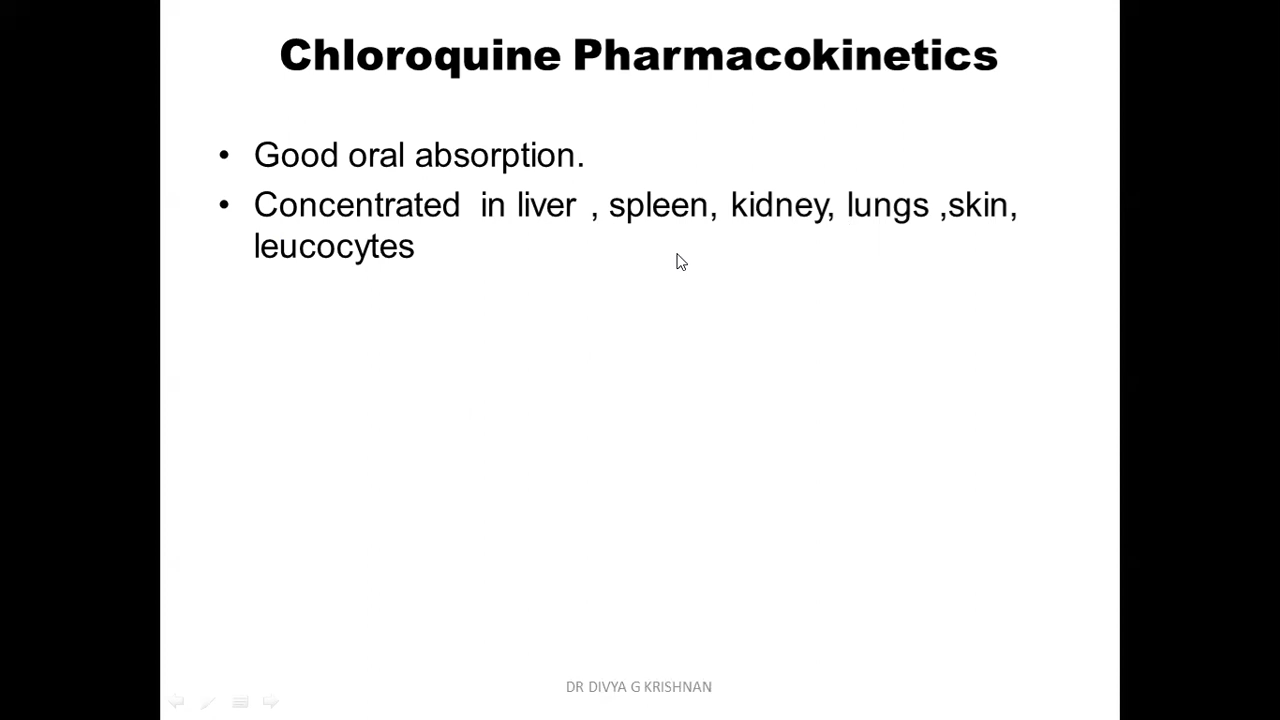 Chloroquine Pharmacokinetics
• Good oral absorption.
• Concentrated  in liver , spleen, kidney, lungs ,skin,
leucocytes
DR DIVYA G KRISHNAN